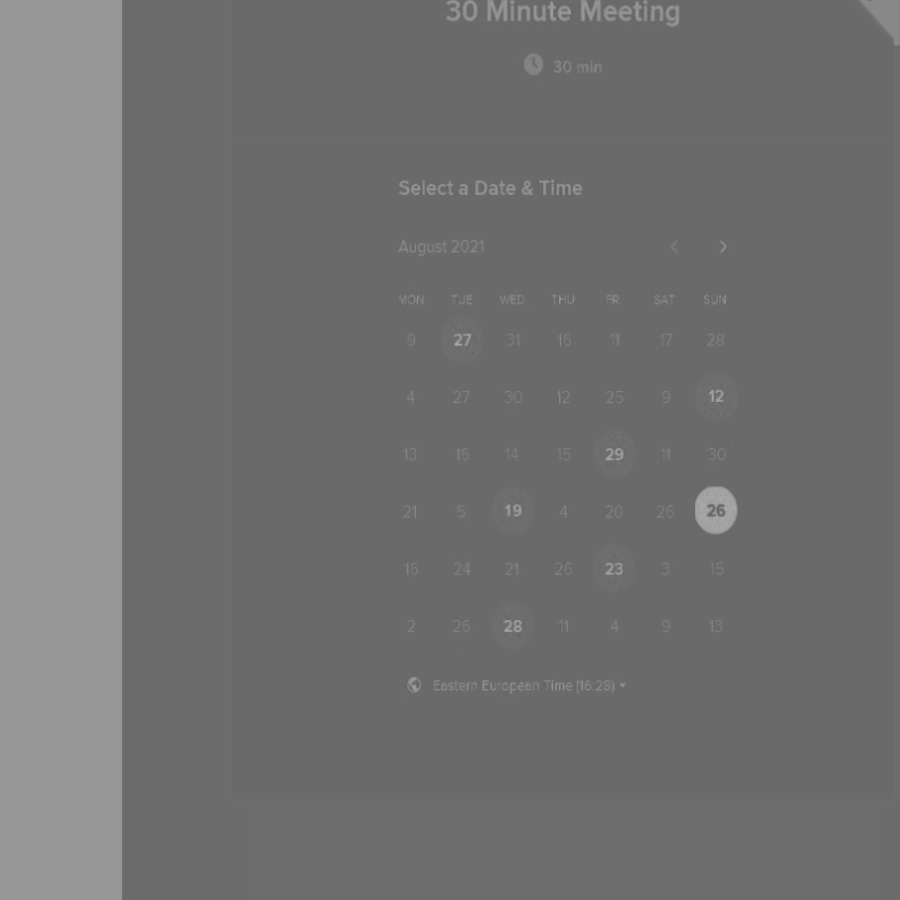 30 Minute Meeting
30 min
Select a Date & Time
August 2021
MON TUE WED THU FRI SAT SUN
9 27 31 16 11 17 28
4 27 30 12 25 9 12
13 16 14 15 29 11 30
21 5 19 4 20 26 26
16 24 21 26 23 3 15
2 26 28 11 4 9 13
Eastern European Time (16:28)